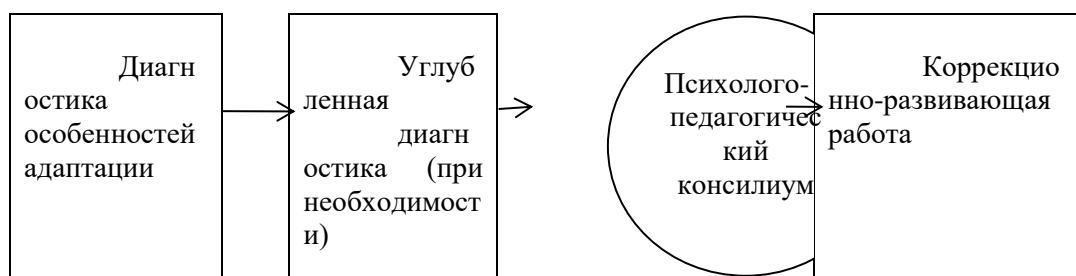 Диагн
остика
особенностей
адаптации
Углуб
ленная
диагн
остика (при
необходимост
и)
Психолого-
педагогичес
кий
консилиум
Коррекцио
нно-развивающая
работа